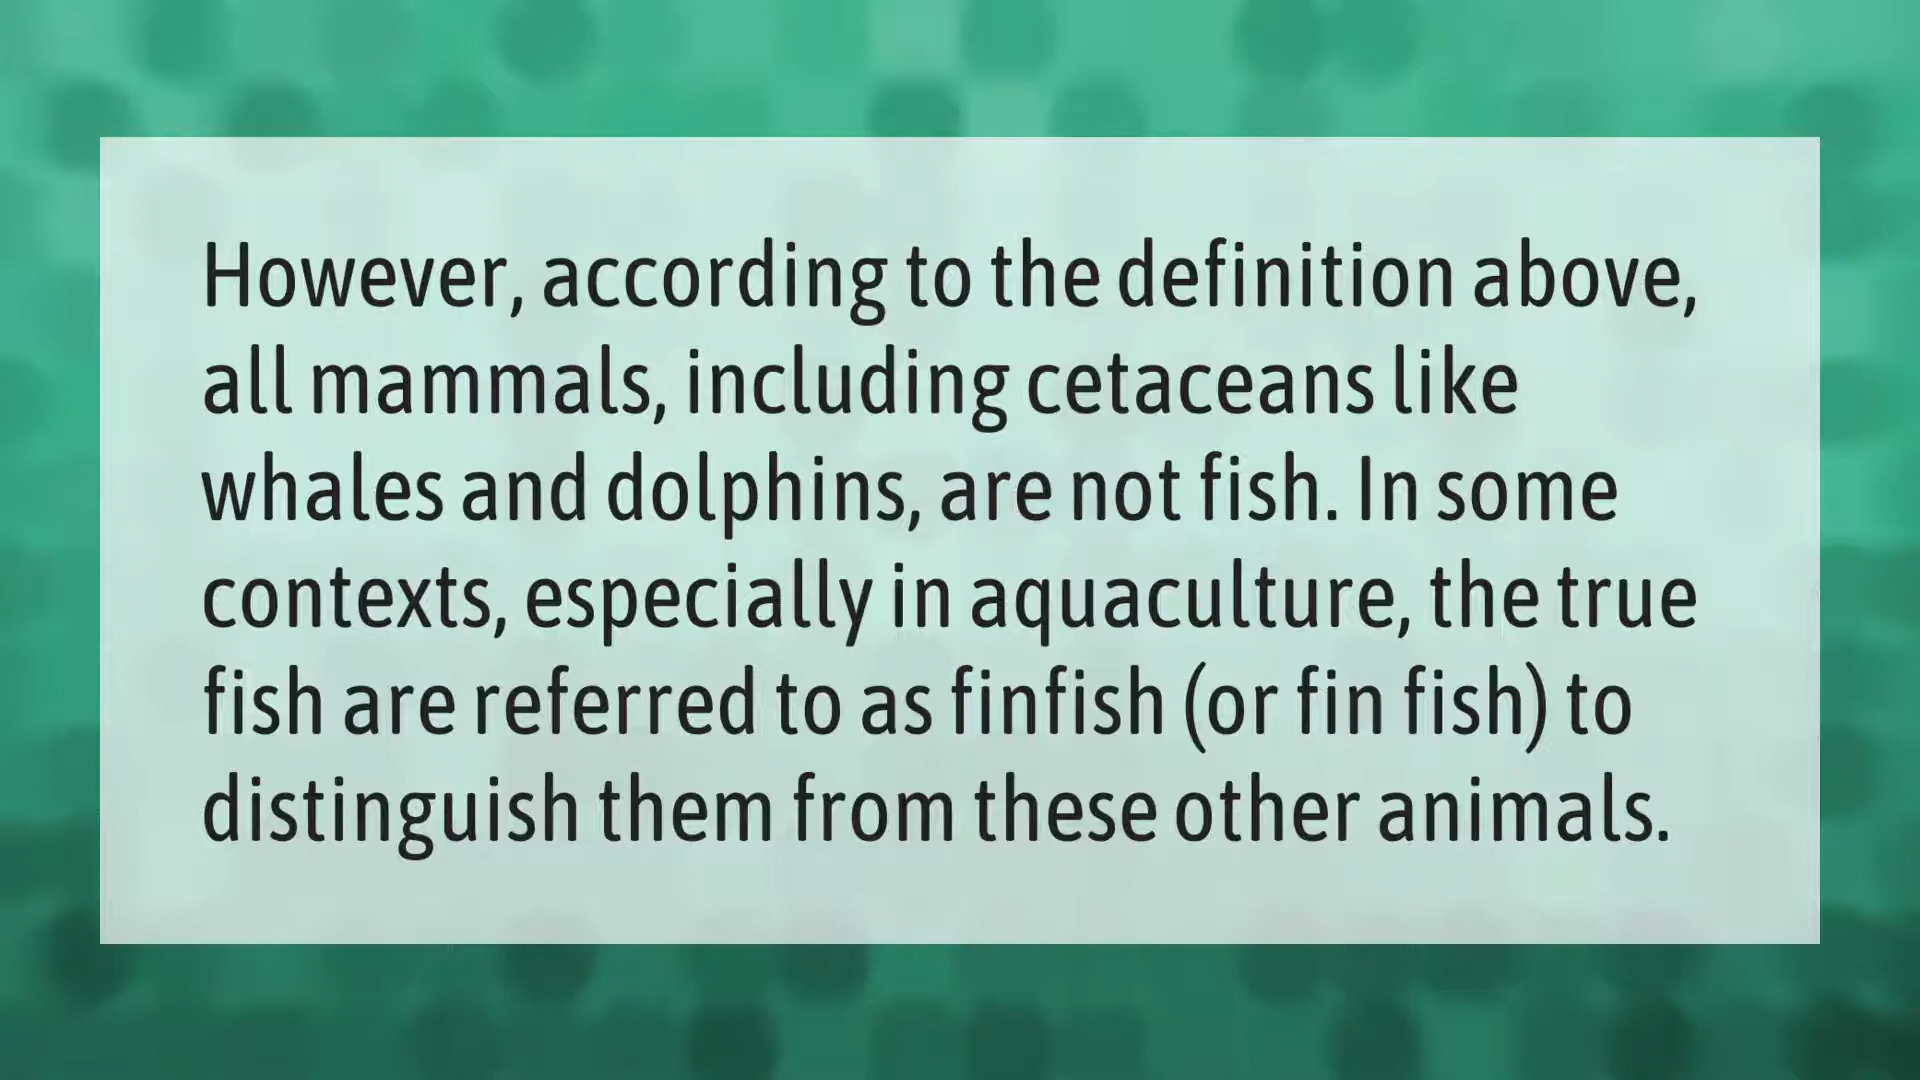 However, according to the definition above,
all mammals, including cetaceans like
whales and dolphins, are not fish. In some
contexts, especially in aquaculture, the true
fish are referred to as finfish (or fin fish) to
distinguish them from these other animals.